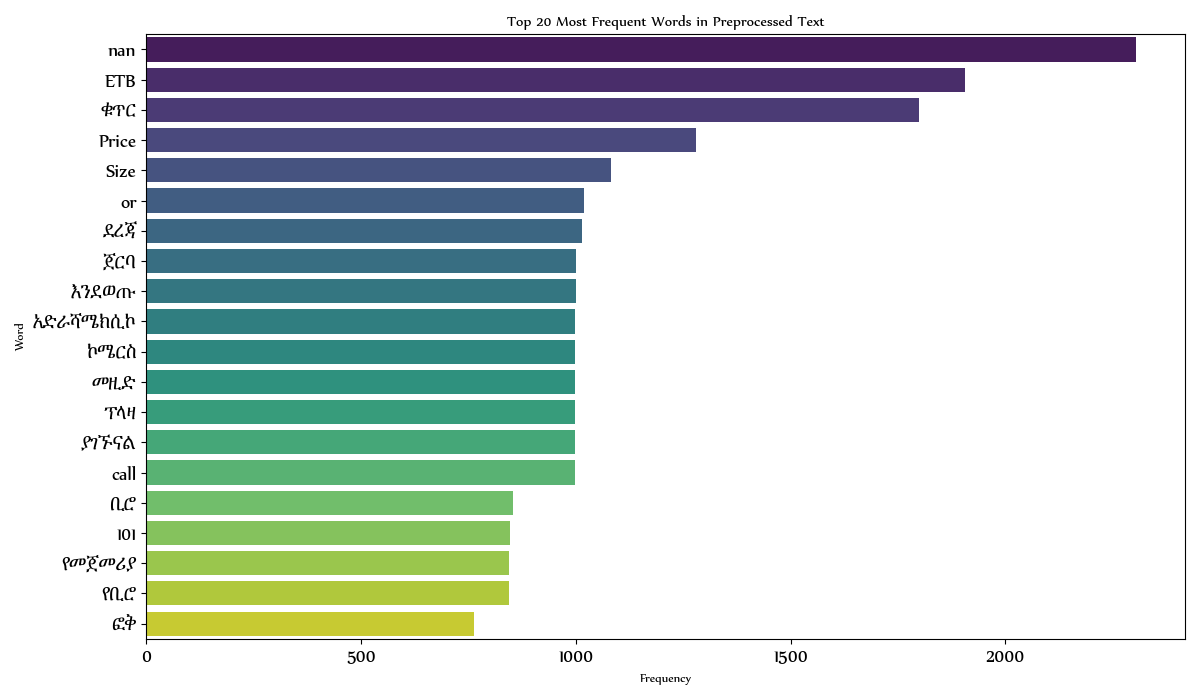 Top 20 Most Frequent Words in Preprocessed Text
nan
ETB
ቁጥር
Price
Size
or
ደረጃ
ጀርባ
እንደወጡ
አድራሻሜክሲኮ
ኮሜርስ
መዚድ
ፕላዛ
ያገኙናል
call
ቢሮ
101
የመጀመሪያ
የቢሮ
ፎቅ
Word
0 500 1000 1500 2000
Frequency